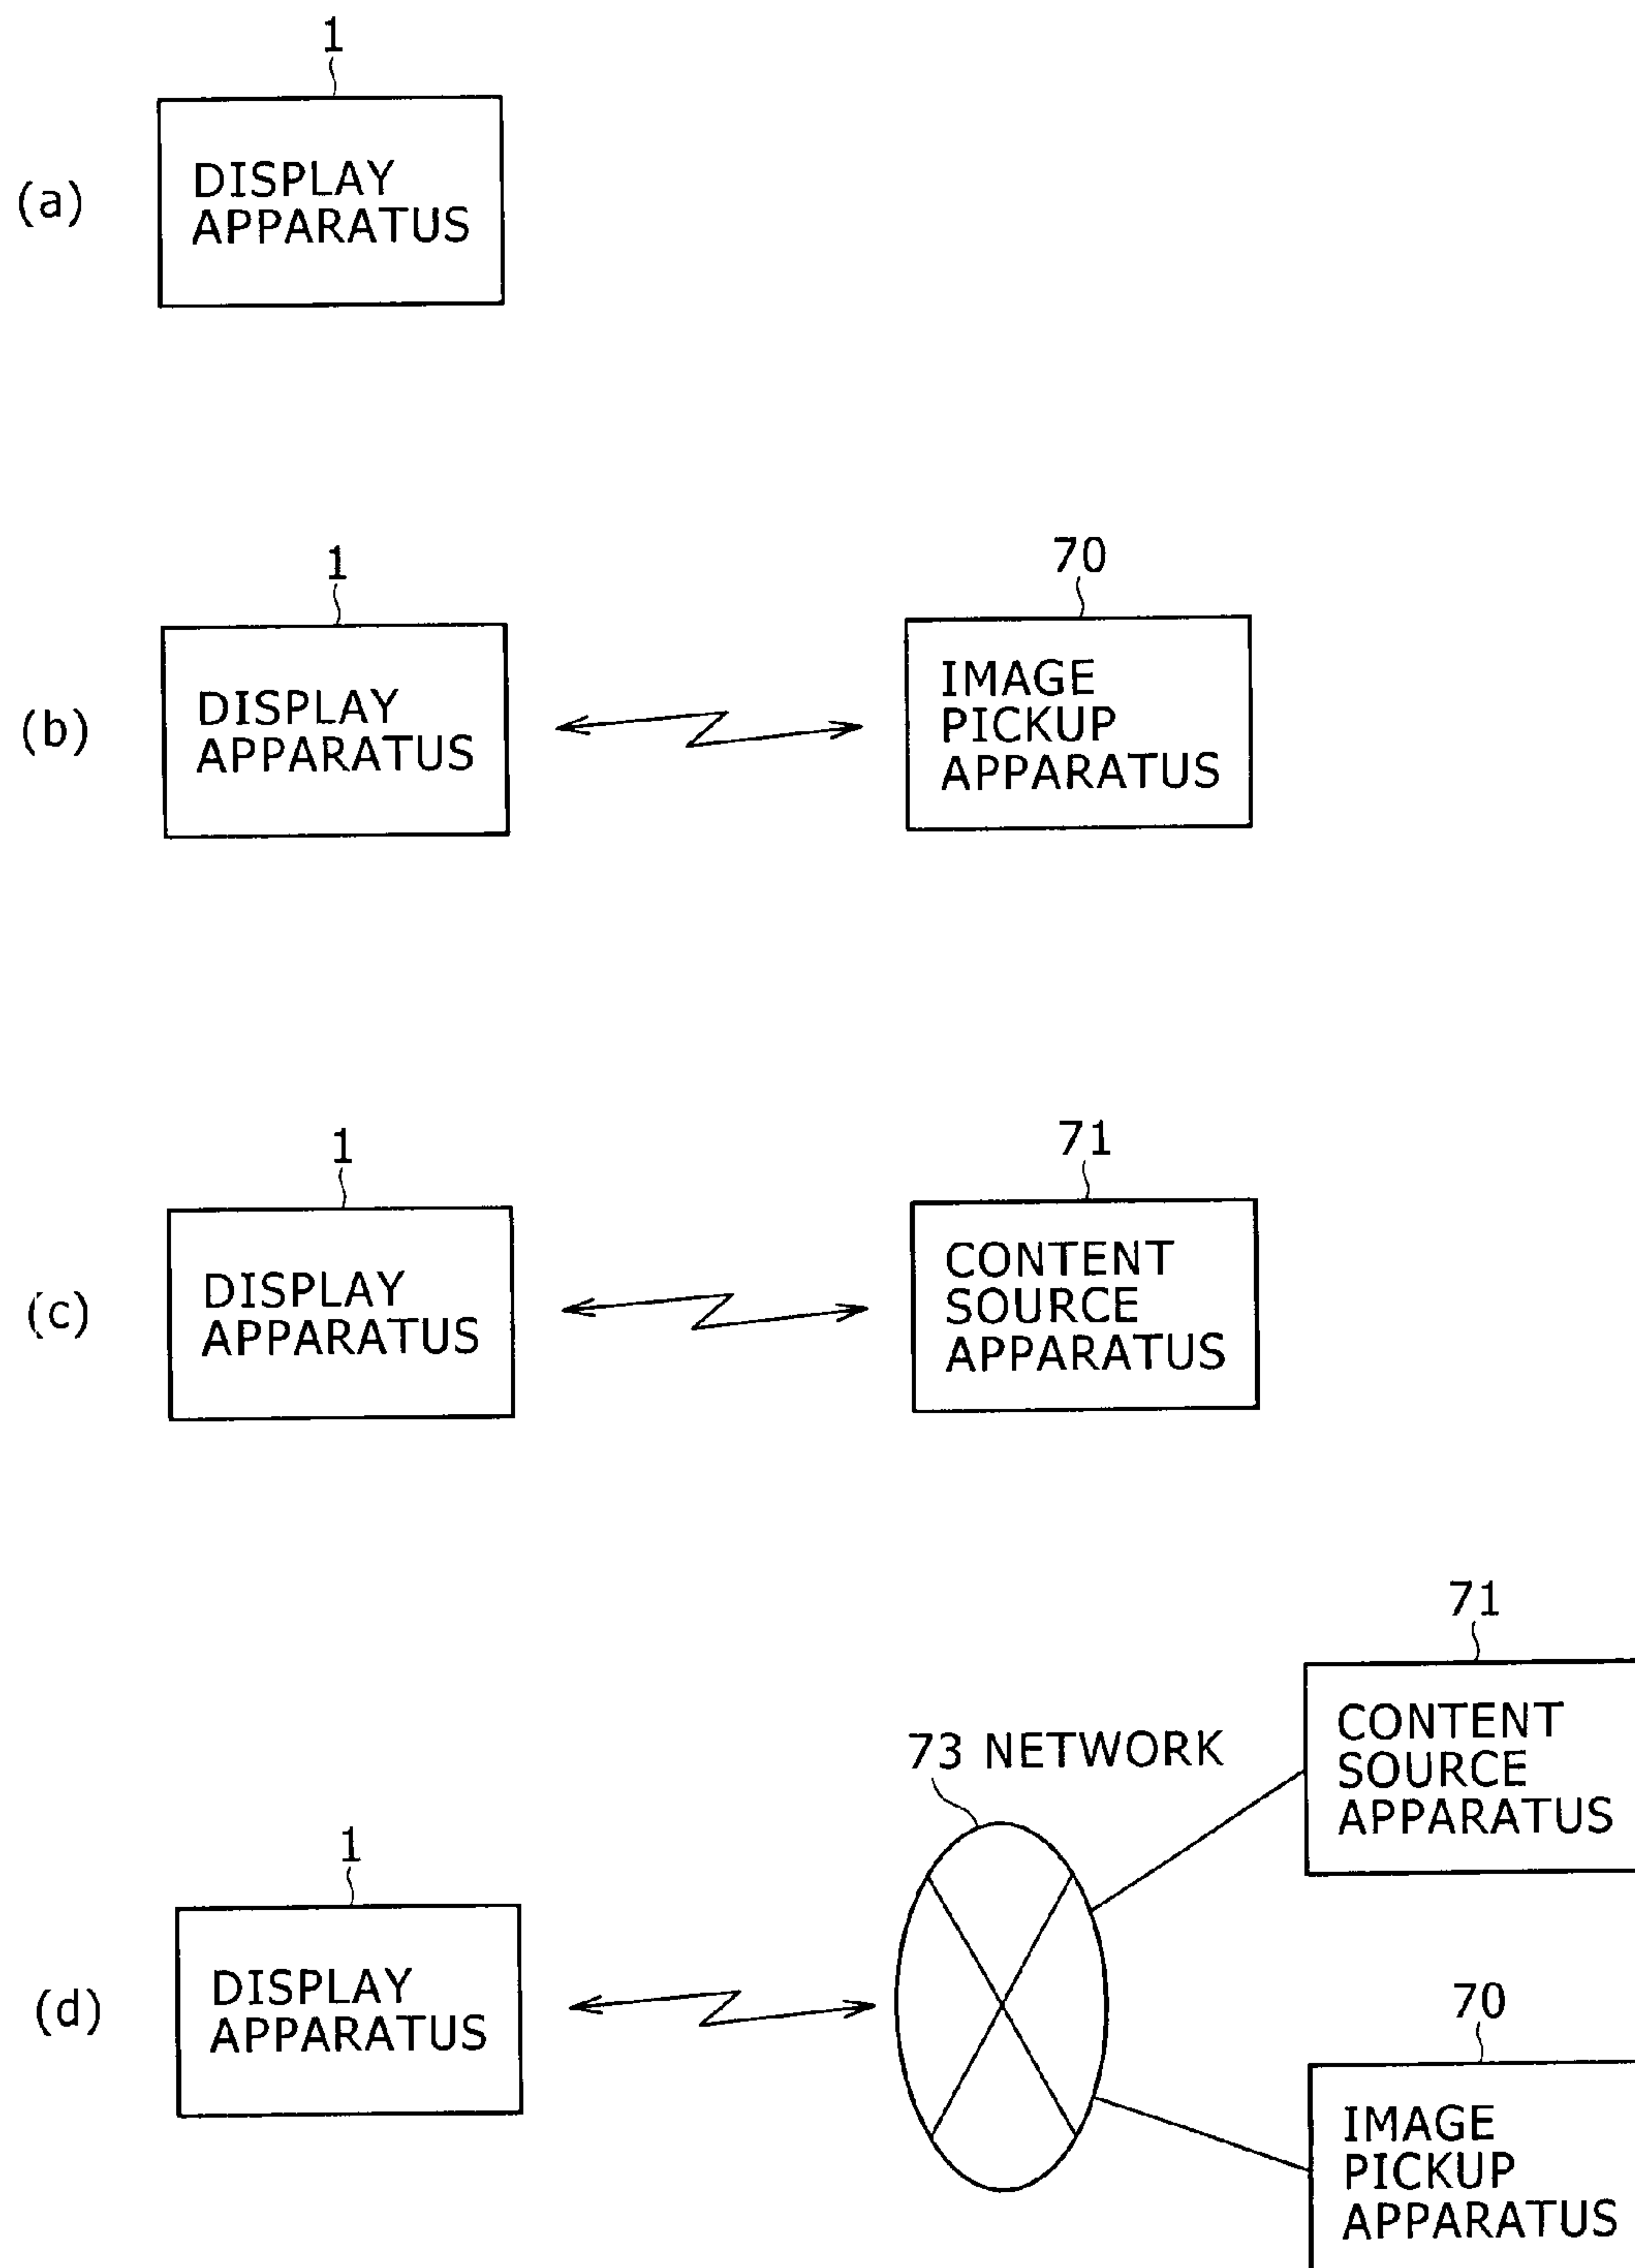 1
(a)
DISPLAY
APPARATUS
1
70
(b)
DISPLAY
APPARATUS
IMAGE
PICKUP
APPARATUS
1
71
(c)
DISPLAY
APPARATUS
CONTENT
SOURCE
APPARATUS
71
CONTENT
SOURCE
APPARATUS
73 NETWORK
1
(d)
DISPLAY
APPARATUS
70
IMAGE
PICKUP
APPARATUS